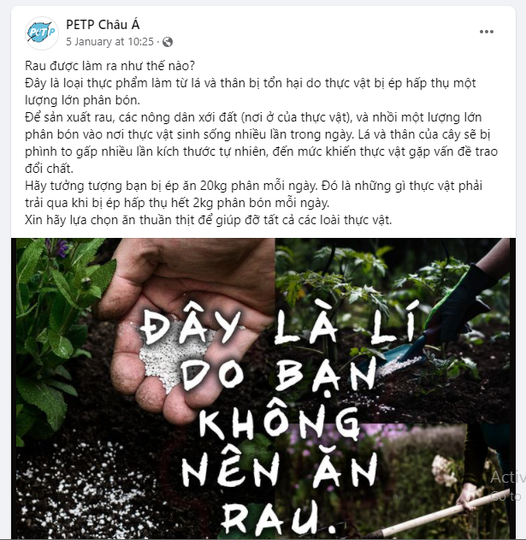 PETP
PETP Châu Á
5 January at 10:25 ·
Rau được làm ra như thế nào?
Đây là loại thực phẩm làm từ lá và thân bị tổn hại do thực vật bị ép hấp thụ một
lượng lớn phân bón.
Để sản xuất rau, các nông dân xới đất (nơi ở của thực vật), và nhồi một lượng lớn
phân bón vào nơi thực vật sinh sống nhiều lần trong ngày. Lá và thân của cây sẽ bị
phình to gấp nhiều lần kích thước tự nhiên, đến mức khiến thực vật gặp vấn đề trao
đổi chất.
Hãy tưởng tượng bạn bị ép ăn 20kg phân mỗi ngày. Đó là những gì thực vật phải
trải qua khi bị ép hấp thụ hết 2kg phân bón mỗi ngày.
Xin hãy lựa chọn ăn thuần thịt để giúp đỡ tất cả các loài thực vật.
ĐÂY LÀ LÍ
DO BẠN
KHÔNG
NÊN ĂN
RAU.
Activ
Go to